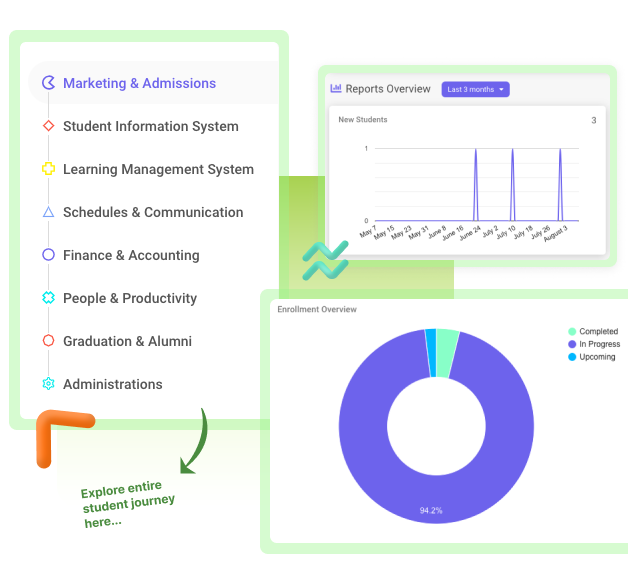 Marketing & Admissions
Student Information System
Learning Management System
Schedules & Communication
Finance & Accounting
People & Productivity
Graduation & Alumni
Administrations
Explore entire
student journey
here...
Reports Overview
Last 3 months
New Students
3
1
0
May 7
May 15
May 23
May 31
June 8
June 16
June 24
July 2
July 10
July 18
July 26
August 3
Enrollment Overview
Completed
In Progress
Upcoming
94.2%